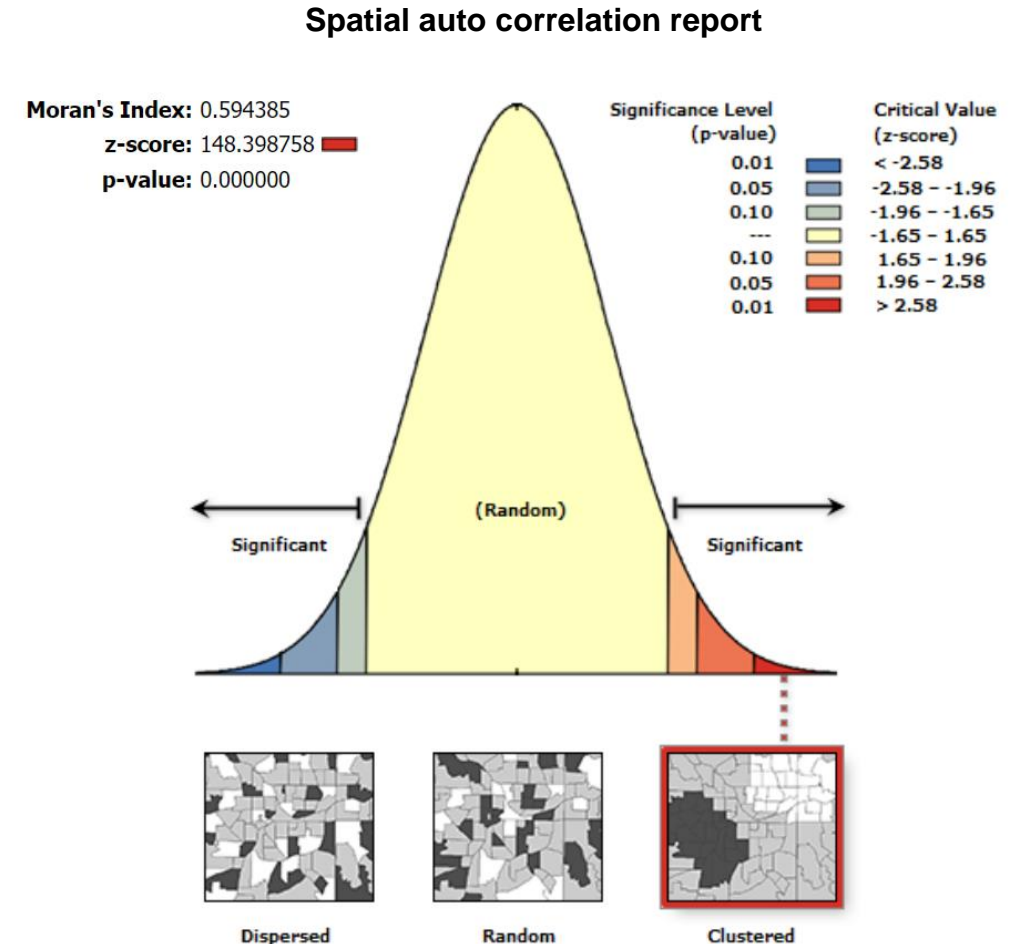 Spatial auto correlation report
Moran's Index: 0.594385
z-score: 148.398758
p-value: 0.000000
Significance Level (p-value)
Critical Value (z-score)
0.01 < -2.58
0.05 -2.58 – -1.96
0.10 -1.96 – -1.65
--- -1.65 – 1.65
0.10 1.65 – 1.96
0.05 1.96 – 2.58
0.01 > 2.58
(Random)
Significant
Significant
Dispersed
Random
Clustered